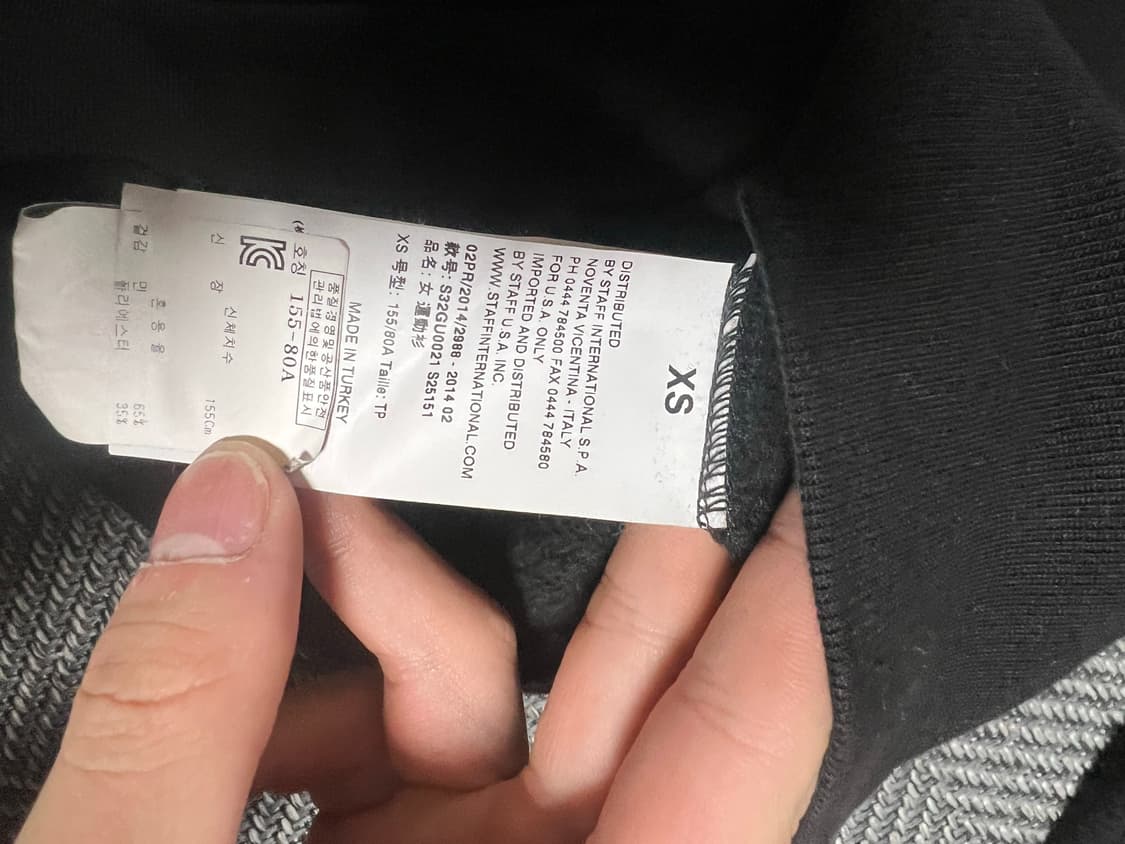 XS
DISTRIBUTED
BY STAFF INTERNATIONAL S.P.A.
NOVENTA VICENTINA - ITALY
PH 0444 784500 FAX 0444 784580
FOR U.S.A. ONLY
IMPORTED AND DISTRIBUTED
BY STAFF U.S.A. INC.
WWW.STAFFINTERNATIONAL.COM
02PR/2014/2988 - 2014 02
款号: S32GU0021 S25151
品名: 女 運動衫
XS 号型: 155/80A Taille: TP
MADE IN TURKEY
품질경영및공산품안전
관리법에의한품질표시
호칭 155-80A
신체치수
신 장 155Cm
혼용율
겉감 면 65%
폴리에스터 35%